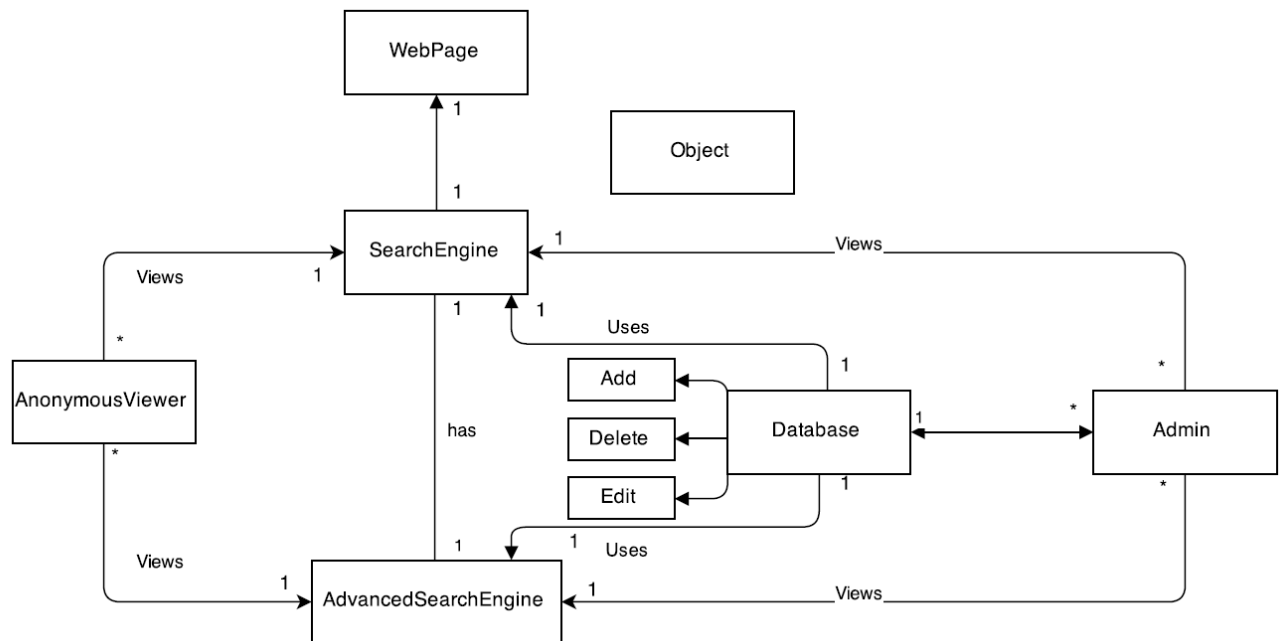 WebPage
1
Object
1
SearchEngine
1
Views
Views
1
1
1
Uses
*
1
*
Add
AnonymousViewer
Database
1
*
Admin
*
has
Delete
Edit
1
*
1
1
Uses
Views
1
1
Views
AdvancedSearchEngine